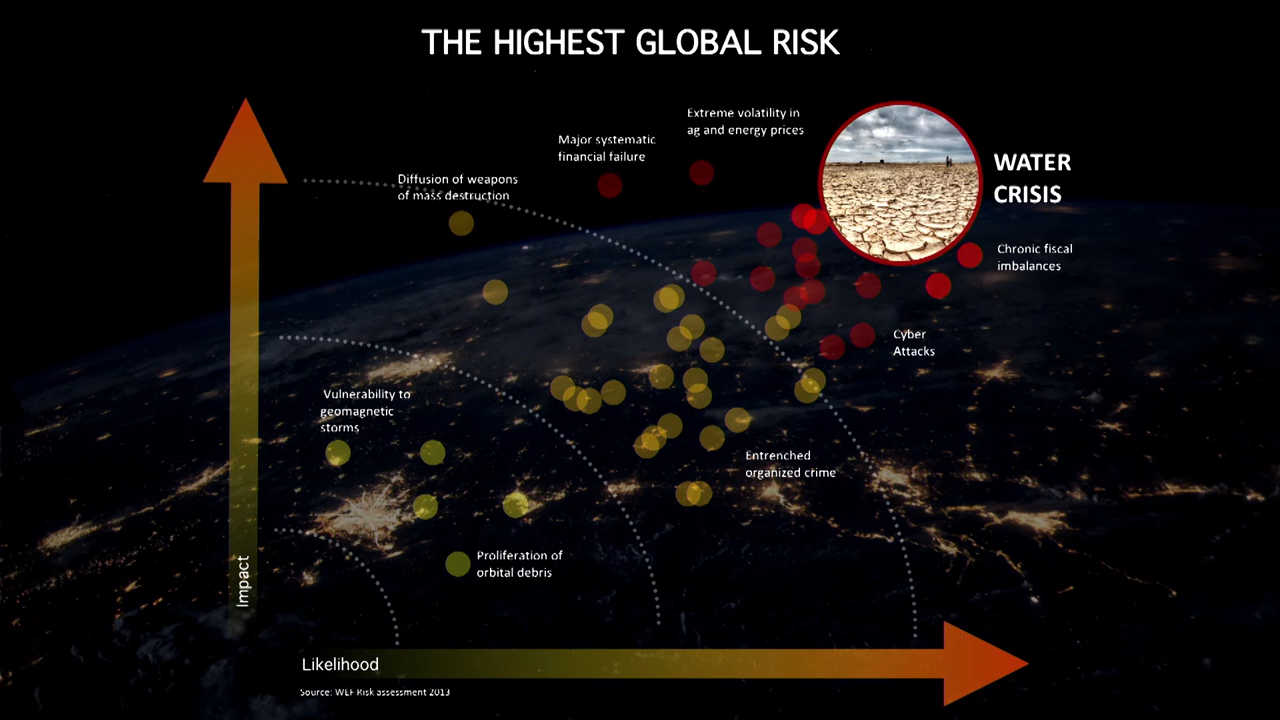 THE HIGHEST GLOBAL RISK
Extreme volatility in
ag and energy prices
Major systematic
financial failure
Diffusion of weapons
of mass destruction
WATER
CRISIS
Chronic fiscal
imbalances
Cyber
Attacks
Vulnerability to
geomagnetic
storms
Entrenched
organized crime
Proliferation of
orbital debris
Impact
Likelihood
Source: WEF Risk assessment 2013